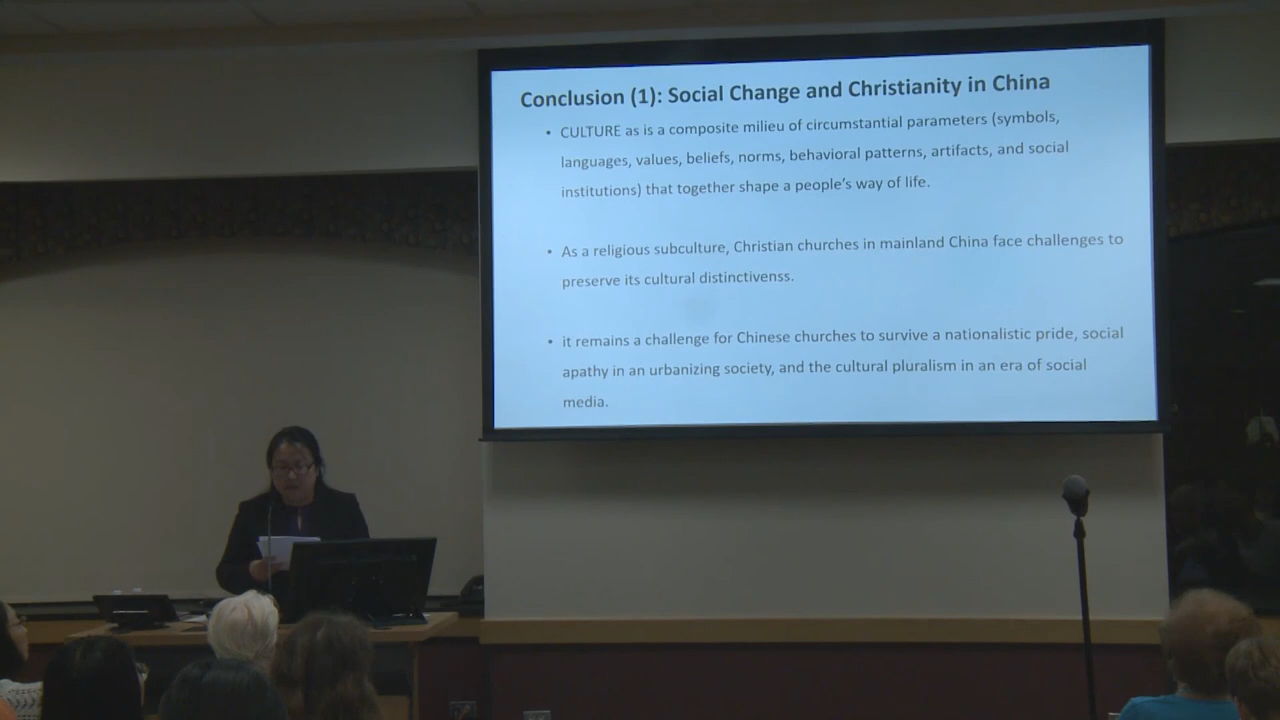 Conclusion (1): Social Change and Christianity in China
• CULTURE as is a composite milieu of circumstantial parameters (symbols,
languages, values, beliefs, norms, behavioral patterns, artifacts, and social
institutions) that together shape a people's way of life.
• As a religious subculture, Christian churches in mainland China face challenges to
preserve its cultural distinctivenss.
• it remains a challenge for Chinese churches to survive a nationalistic pride, social
apathy in an urbanizing society, and the cultural pluralism in an era of social
media.